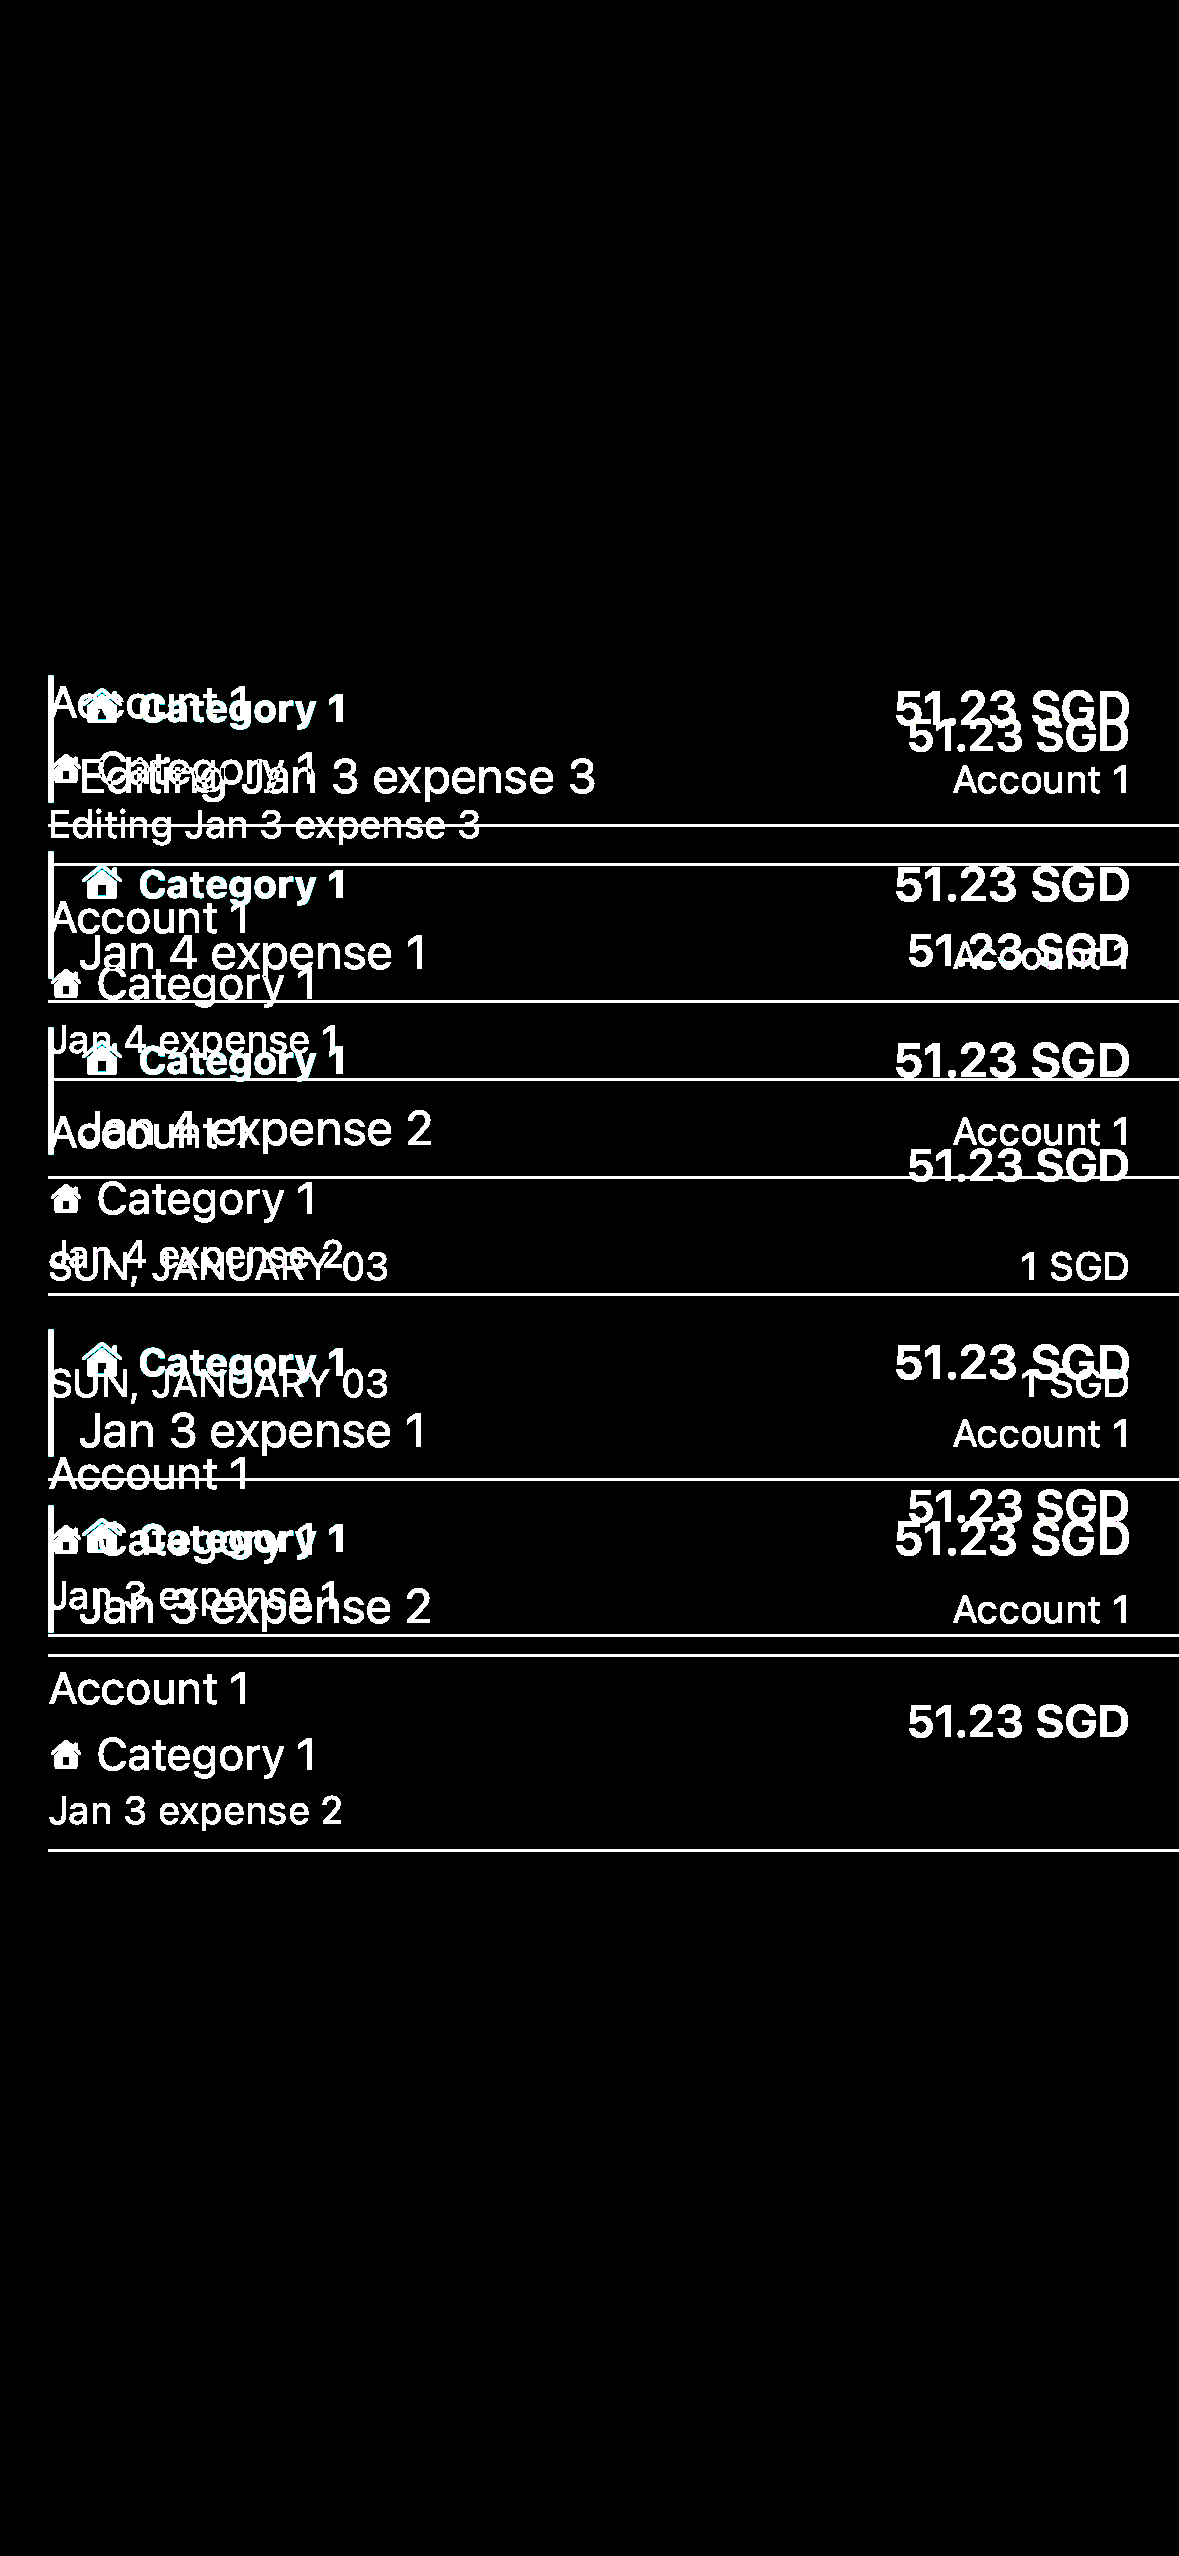 Account 1
Category 1 51.23 SGD
51.23 SGD
Category 1
Editing Jan 3 expense 3 Account 1
Editing Jan 3 expense 3
Category 1 51.23 SGD
Account 1
Jan 4 expense 1 51.23 SGD
Account 1
Category 1
Jan 4 expense 1
Category 1 51.23 SGD
Account 1
Jan 4 expense 2 Account 1
51.23 SGD
Category 1
Jan 4 expense 2
SUN, JANUARY 03 1 SGD
Category 1 51.23 SGD
SUN, JANUARY 03 1 SGD
Jan 3 expense 1 Account 1
Account 1
51.23 SGD
Category 1
Category 1 51.23 SGD
Jan 3 expense 1
Jan 3 expense 2 Account 1
Account 1
51.23 SGD
Category 1
Jan 3 expense 2